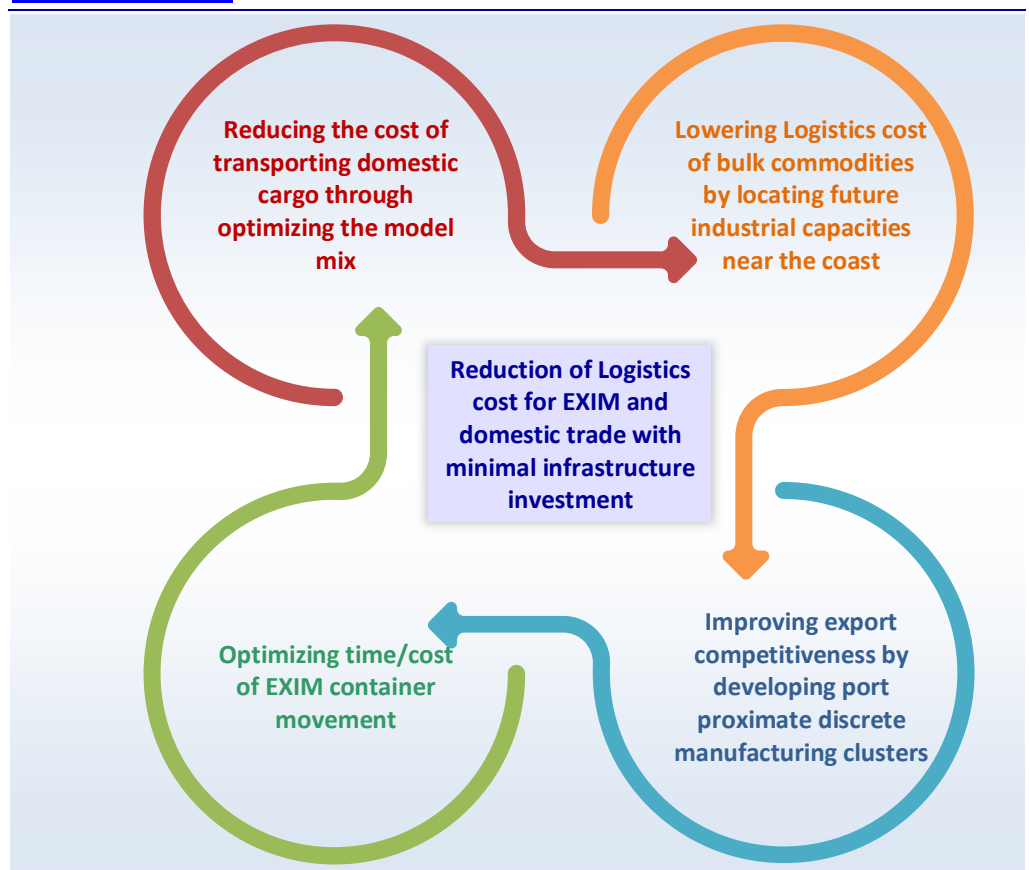 Reducing the cost of
transporting domestic
cargo through
optimizing the model
mix
Lowering Logistics cost
of bulk commodities
by locating future
industrial capacities
near the coast
Reduction of Logistics
cost for EXIM and
domestic trade with
minimal infrastructure
investment
Optimizing time/cost
of EXIM container
movement
Improving export
competitiveness by
developing port
proximate discrete
manufacturing clusters